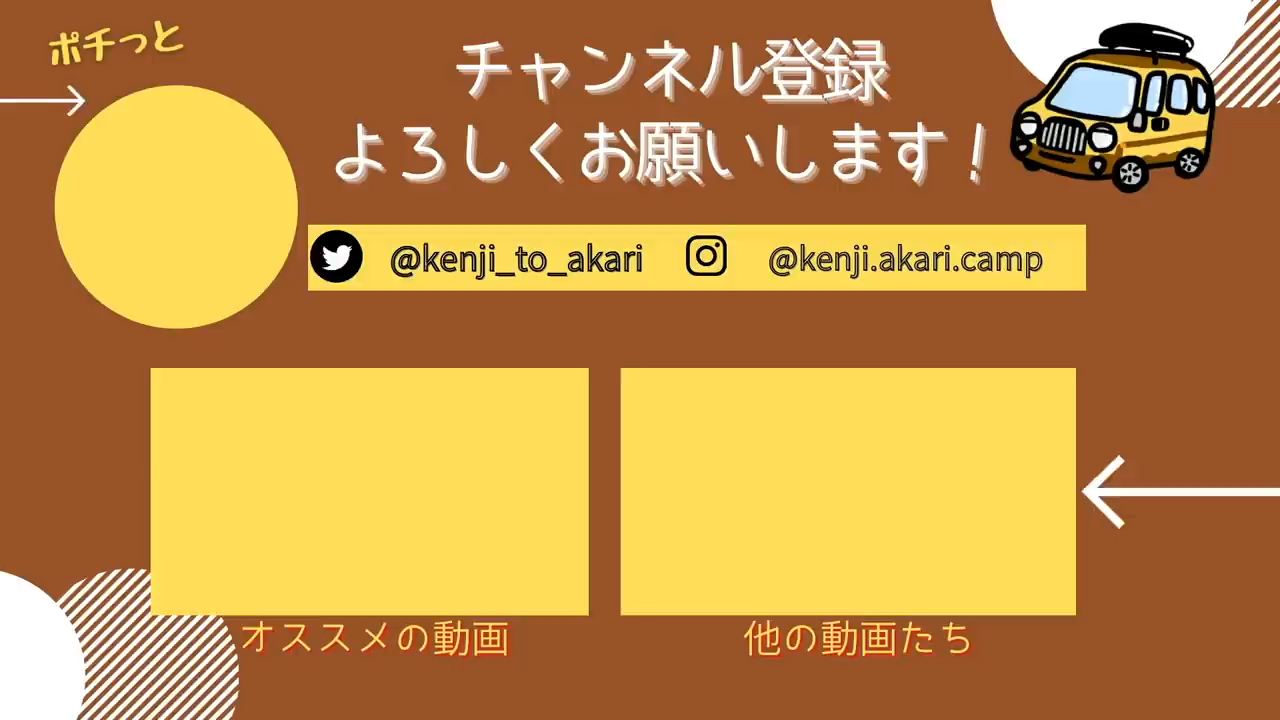 ポチっと
チャンネル登録
よろしくお願いします！
@kenji_to_akari @kenji.akari.camp
オススメの動画 他の動画たち